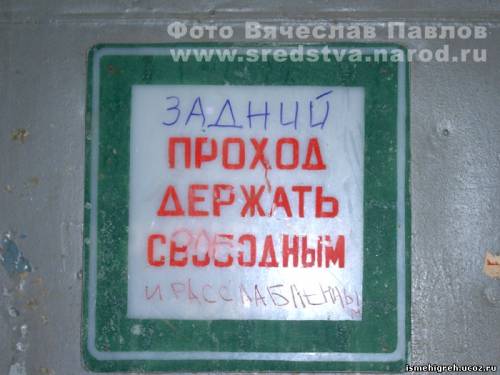 Фото Вячеслав Павлов
www.sredstva.narod.ru
ЗАДНИЙ
ПРОХОД
ДЕРЖАТЬ
СВОБОДНЫМ
И РАССЛАБЛЕННЫМ
ismehigreh.ucoz.ru